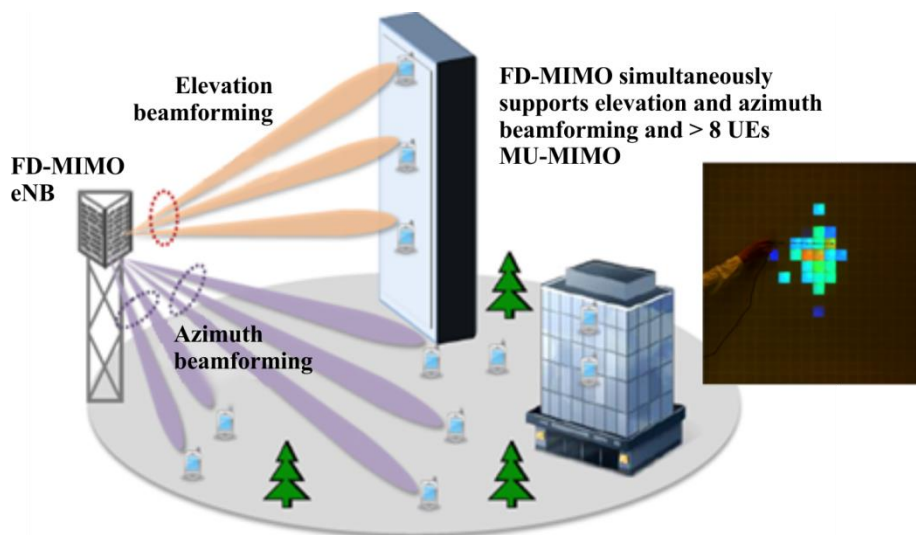 Elevation
beamforming
FD-MIMO simultaneously
supports elevation and azimuth
beamforming and > 8 UEs
MU-MIMO
FD-MIMO
eNB
Azimuth
beamforming